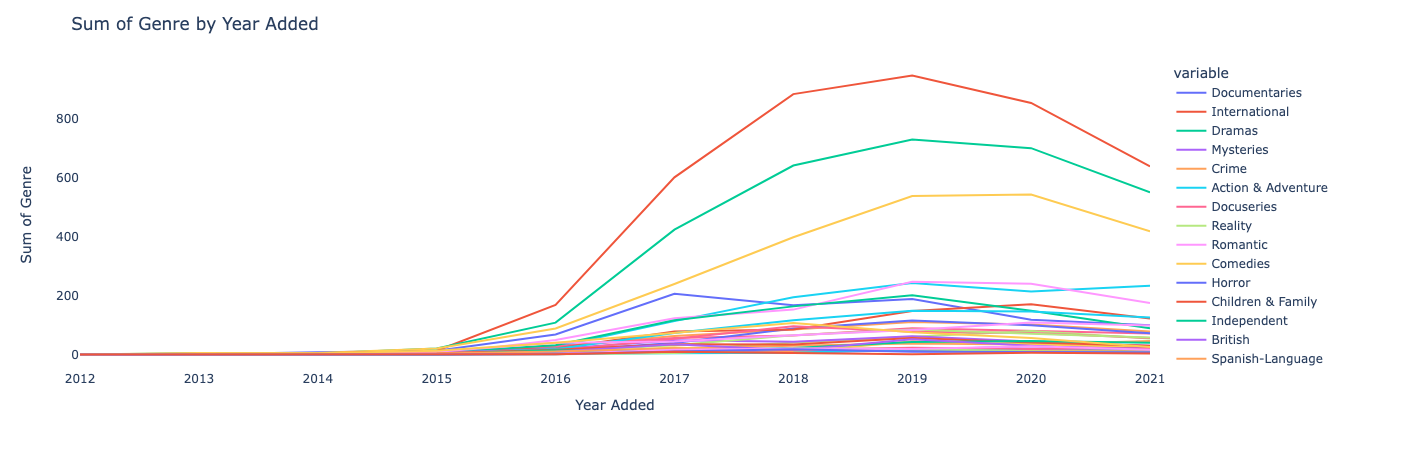 Sum of Genre by Year Added
Sum of Genre
800
600
400
200
0
2012 2013 2014 2015 2016 2017 2018 2019 2020 2021
Year Added
variable
Documentaries
International
Dramas
Mysteries
Crime
Action & Adventure
Docuseries
Reality
Romantic
Comedies
Horror
Children & Family
Independent
British
Spanish-Language